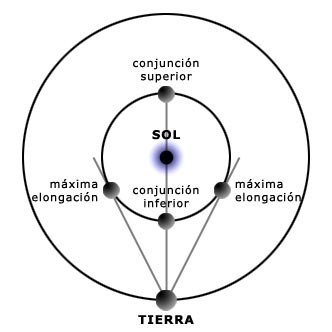 conjunción
superior
SOL
máxima
elongación
conjunción
inferior
máxima
elongación
TIERRA